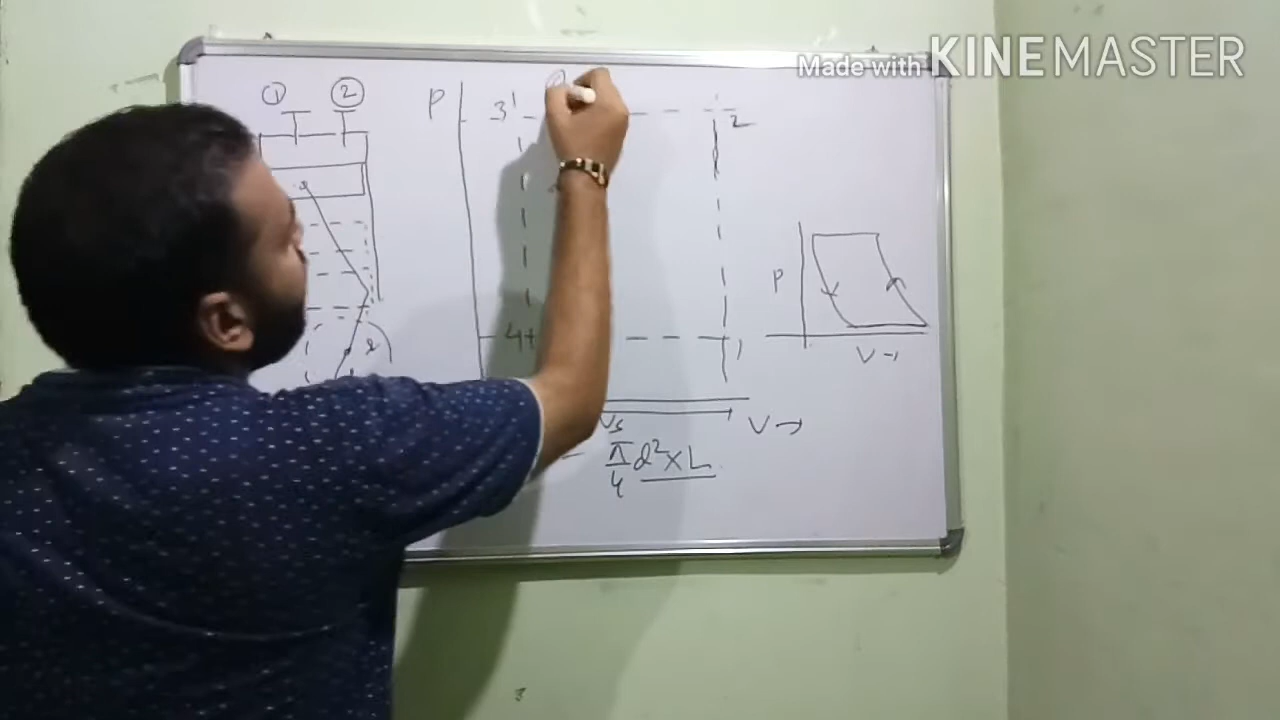 Made with KINEMASTER
① ②
P 3'
2
4
1
P
V →
Vs V →
π/4 d² × L